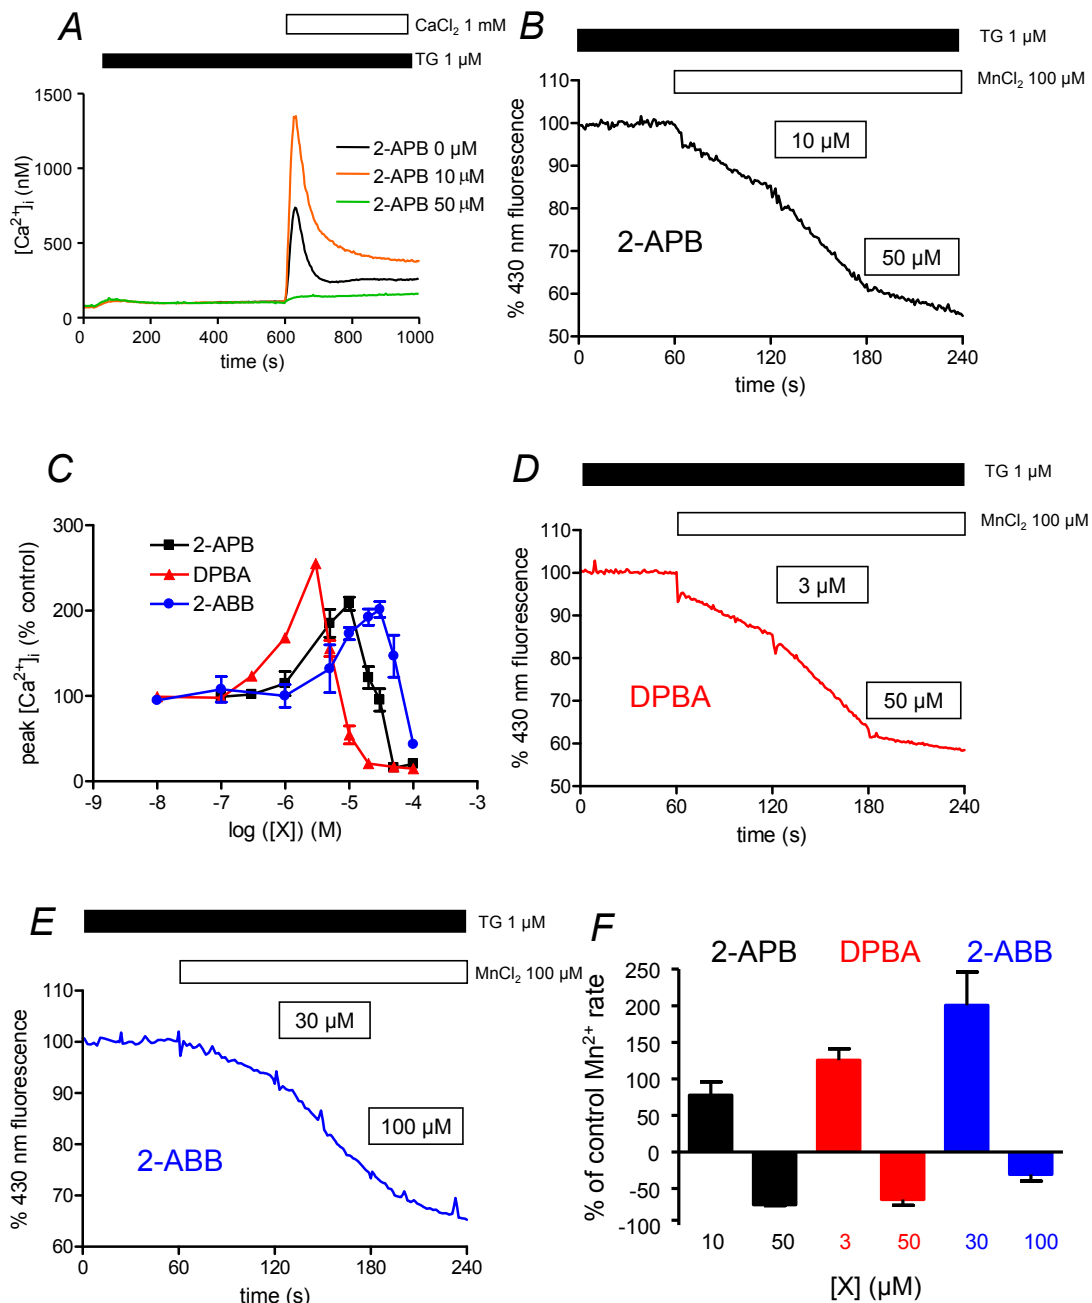 A
CaCl2 1 mM
TG 1 µM
1500
1000
500
0
[Ca2+]i (nM)
2-APB 0 µM
2-APB 10 µM
2-APB 50 µM
0 200 400 600 800 1000
time (s)
B
TG 1 µM
MnCl2 100 µM
110
100
90
80
70
60
50
% 430 nm fluorescence
10 µM
2-APB
50 µM
0 60 120 180 240
time (s)
C
300
200
100
0
peak [Ca2+]i (% control)
2-APB
DPBA
2-ABB
-9 -8 -7 -6 -5 -4 -3
log ([X]) (M)
D
TG 1 µM
MnCl2 100 µM
110
100
90
80
70
60
50
% 430 nm fluorescence
3 µM
DPBA
50 µM
0 60 120 180 240
time (s)
E
TG 1 µM
MnCl2 100 µM
110
100
90
80
70
60
% 430 nm fluorescence
30 µM
100 µM
2-ABB
0 60 120 180 240
time (s)
F
2-APB DPBA 2-ABB
250
200
150
100
50
0
-50
-100
% of control Mn2+ rate
10 50 3 50 30 100
[X] (µM)